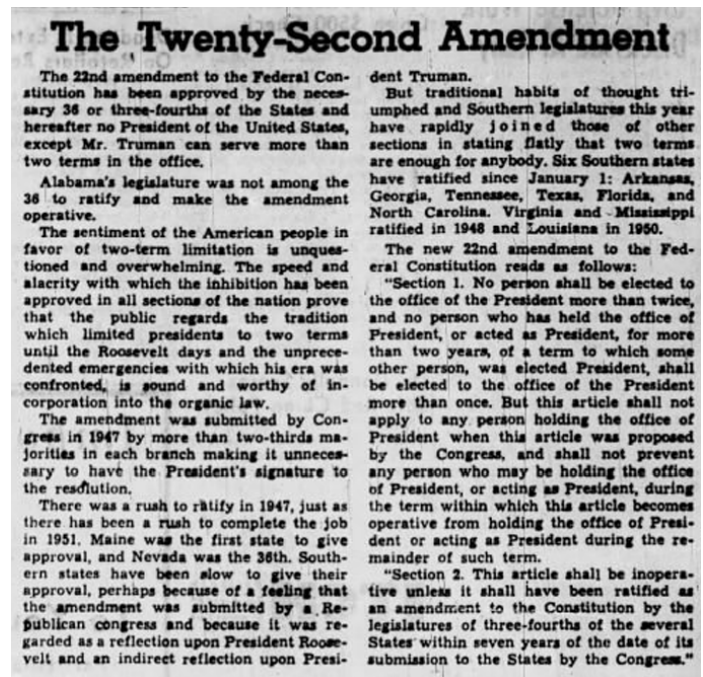 The Twenty-Second Amendment
The 22nd amendment to the Federal Con-
stitution has been approved by the neces-
sary 36 or three-fourths of the States and
hereafter no President of the United States,
except Mr. Truman can serve more than
two terms in the office.
Alabama's legislature was not among the
36 to ratify and make the amendment
operative.
The sentiment of the American people in
favor of two-term limitation is unques-
tioned and overwhelming. The speed and
alacrity with which the inhibition has been
approved in all sections of the nation prove
that the public regards the tradition
which limited presidents to two terms
until the Roosevelt days and the unprece-
dented emergencies with which his era was
confronted, is sound and worthy of in-
corporation into the organic law.
The amendment was submitted by Con-
gress in 1947 by more than two-thirds ma-
jorities in each branch making it unneces-
sary to have the President's signature to
the resolution.
There was a rush to ratify in 1947, just as
there has been a rush to complete the job
in 1951. Maine was the first state to give
approval, and Nevada was the 36th. South-
ern states have been slow to give their
approval, perhaps because of a feeling that
the amendment was submitted by a Re-
publican congress and because it was re-
garded as a reflection upon President Roose-
velt and an indirect reflection upon Presi-
dent Truman.
But traditional habits of thought tri-
umphed and Southern legislatures this year
have rapidly joined those of other
sections in stating flatly that two terms
are enough for anybody. Six Southern states
have ratified since January 1: Arkansas,
Georgia, Tennessee, Texas, Florida, and
North Carolina. Virginia and Mississippi
ratified in 1948 and Louisiana in 1950.
The new 22nd amendment to the Fed-
eral Constitution reads as follows:
"Section 1. No person shall be elected to
the office of the President more than twice,
and no person who has held the office of
President, or acted as President, for more
than two years, of a term to which some
other person, was elected President, shall
be elected to the office of the President
more than once. But this article shall not
apply to any person holding the office of
President when this article was proposed
by the Congress, and shall not prevent
any person who may be holding the office
of President, or acting as President, during
the term within which this article becomes
operative from holding the office of Presi-
dent or acting as President during the re-
mainder of such term.
"Section 2. This article shall be inopera-
tive unless it shall have been ratified as
an amendment to the Constitution by the
legislatures of three-fourths of the several
States within seven years of the date of its
submission to the States by the Congress."